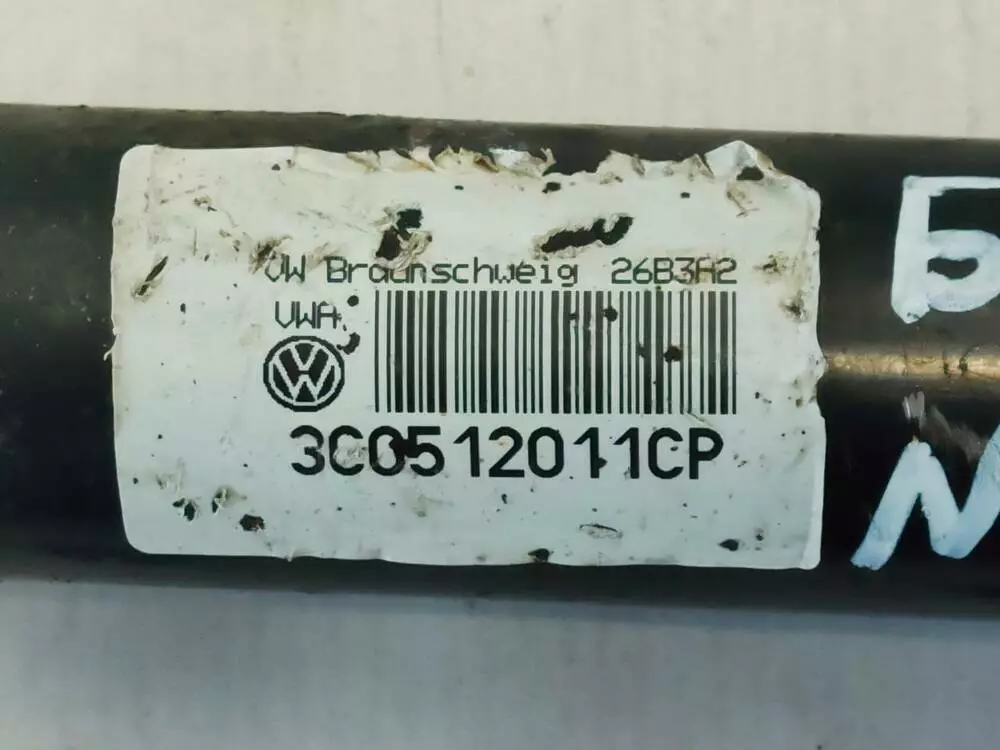 VW Braunschweig 26B3A2
VWA
3C0512011CP
Б